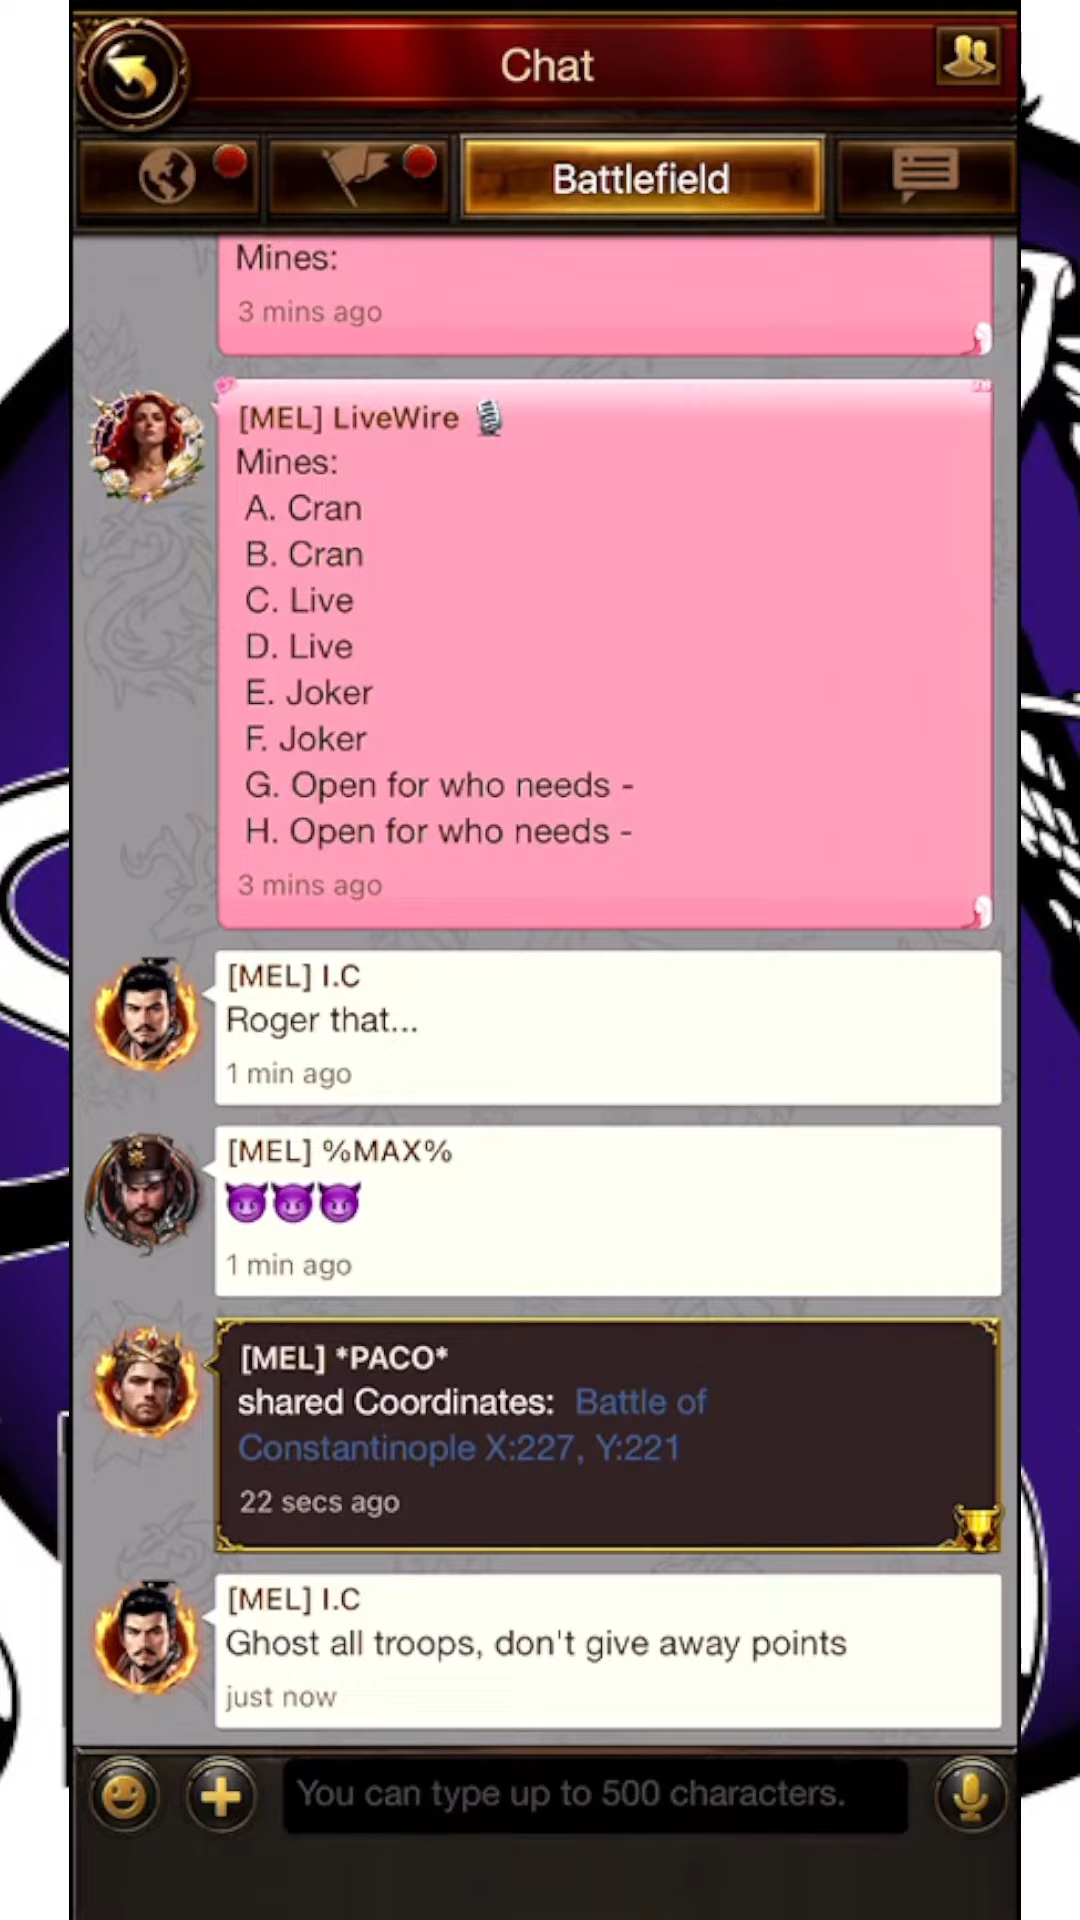 Chat
Battlefield
Mines:
3 mins ago
[MEL] LiveWire 🎙️
Mines:
A. Cran
B. Cran
C. Live
D. Live
E. Joker
F. Joker
G. Open for who needs -
H. Open for who needs -
3 mins ago
[MEL] I.C
Roger that...
1 min ago
[MEL] %MAX%
😈😈😈
1 min ago
[MEL] *PACO*
shared Coordinates: Battle of
Constantinople X:227, Y:221
22 secs ago
[MEL] I.C
Ghost all troops, don't give away points
just now
You can type up to 500 characters.